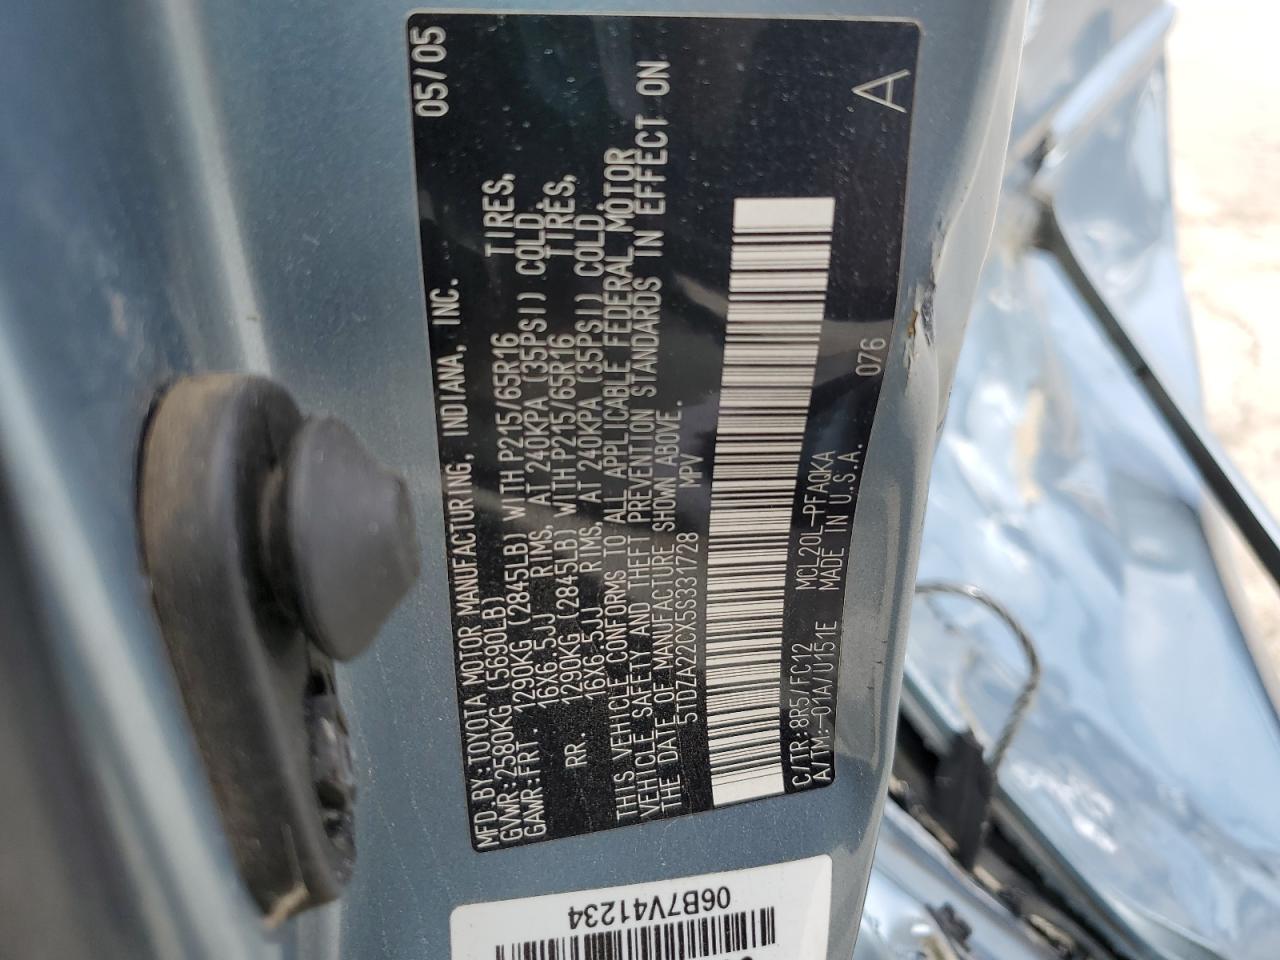 MFD.BY:TOYOTA MOTOR MANUFACTURING, INDIANA, INC. 05/05
GVWR:2580KG (5690LB)
GAWR:FRT. 1290KG (2845LB) WITH P215/65R16 TIRES,
16X6.5JJ RIMS, AT 240KPA (35PSI) COLD.
RR. 1290KG (2845LB) WITH P215/65R16 TIRES,
16X6.5JJ RIMS, AT 240KPA (35PSI) COLD.
THIS VEHICLE CONFORMS TO ALL APPLICABLE FEDERAL MOTOR
VEHICLE SAFETY AND THEFT PREVENTION STANDARDS IN EFFECT ON
THE DATE OF MANUFACTURE SHOWN ABOVE.
5TDZA22CX5S331728 MPV
C/TR:8R5/FC12 MCL20L-PFAQKA 076 A
A/TM:-01A/U151E MADE IN U.S.A.
06B7V41234